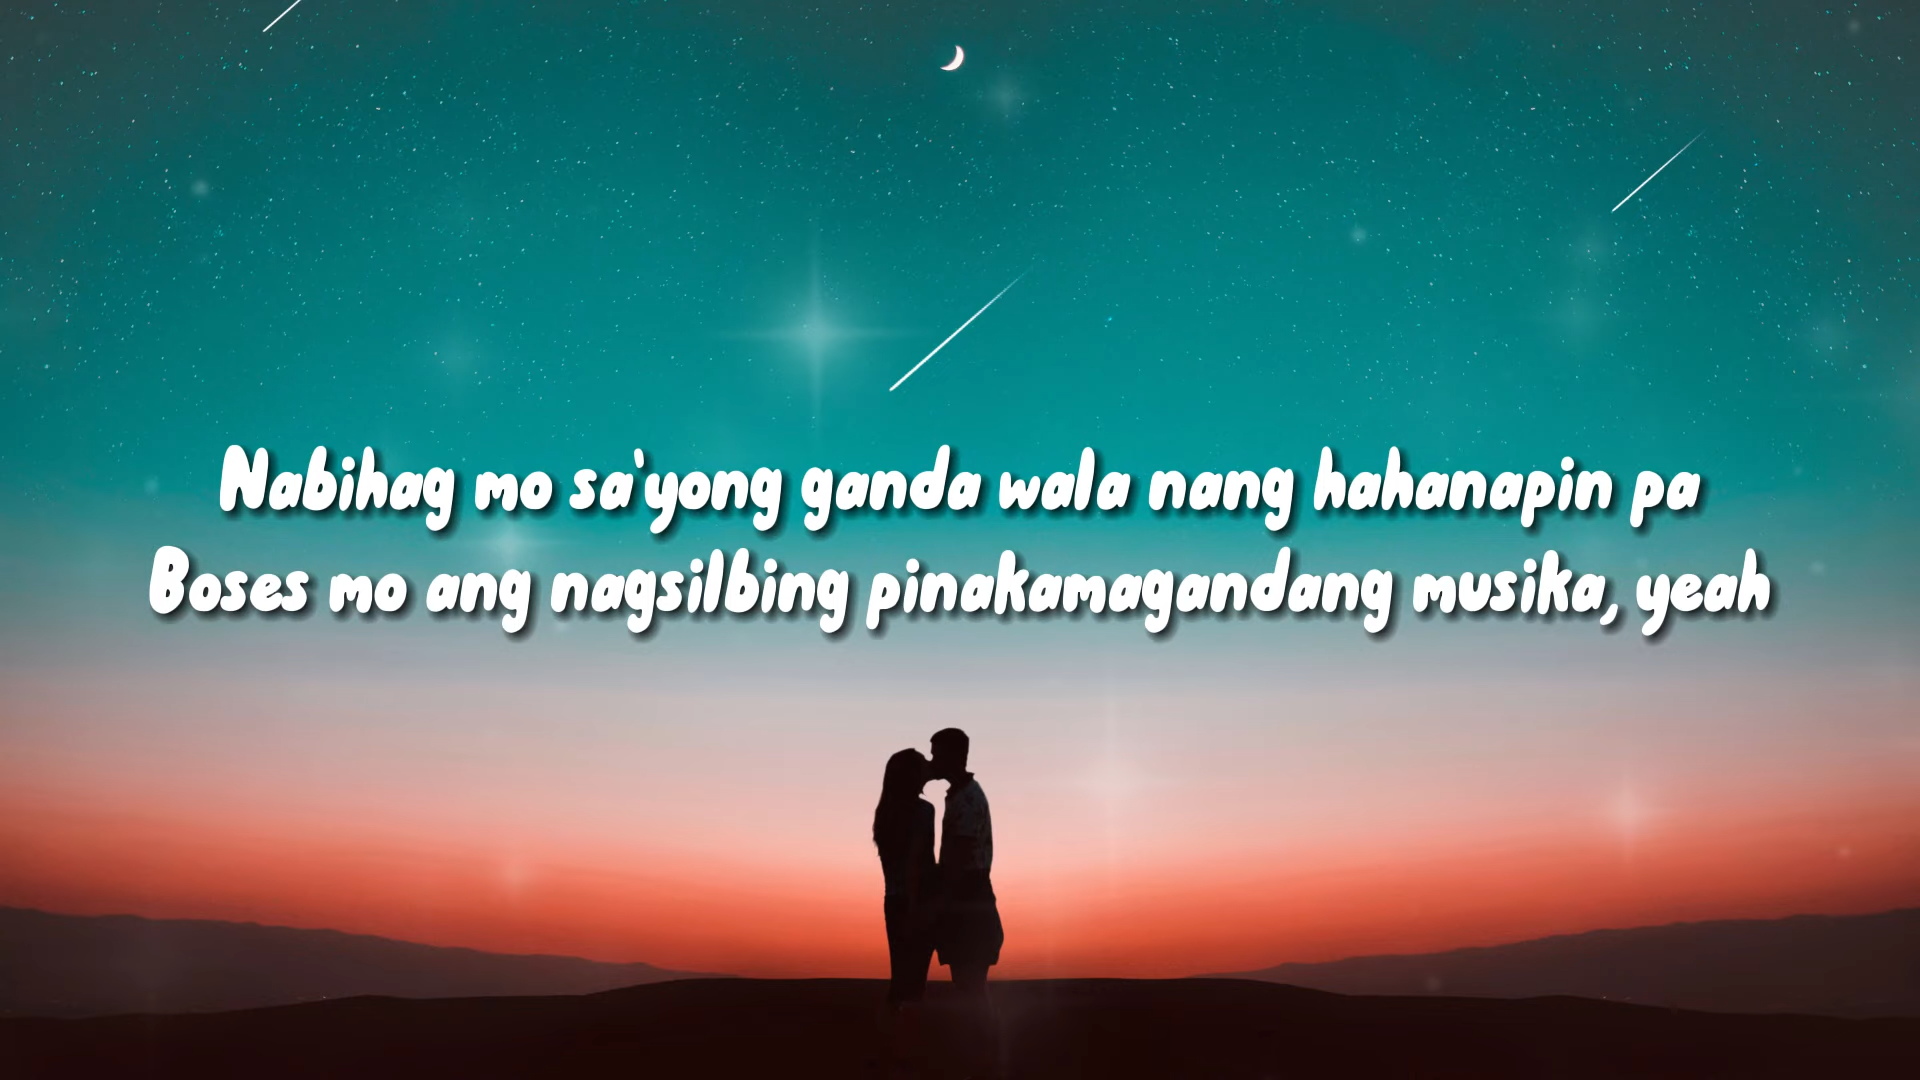 Nabihag mo sa'yong ganda wala nang hahanapin pa
Boses mo ang nagsilbing pinakamagandang musika, yeah